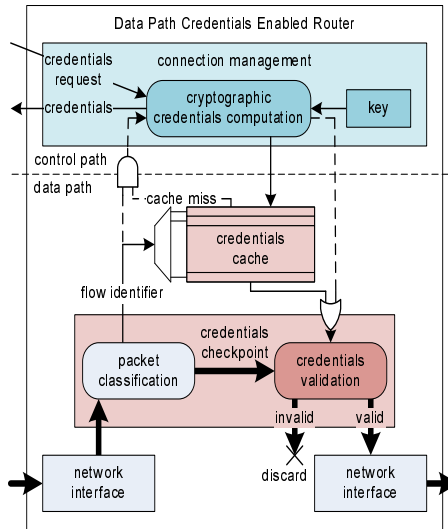 Data Path Credentials Enabled Router
credentials
request
connection management
credentials
cryptographic
credentials computation
key
control path
data path
cache miss
credentials
cache
flow identifier
credentials
checkpoint
packet
classification
credentials
validation
invalid
valid
discard
network
interface
network
interface